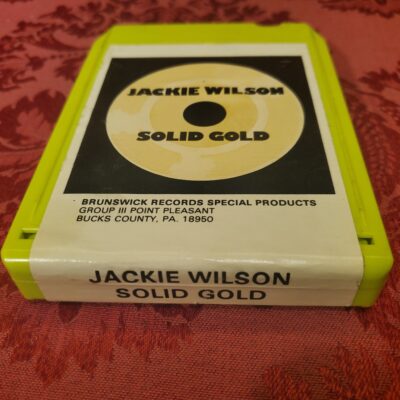 JACKIE WILSON
SOLID GOLD
BRUNSWICK RECORDS SPECIAL PRODUCTS
GROUP III POINT PLEASANT
BUCKS COUNTY, PA. 18950
JACKIE WILSON
SOLID GOLD